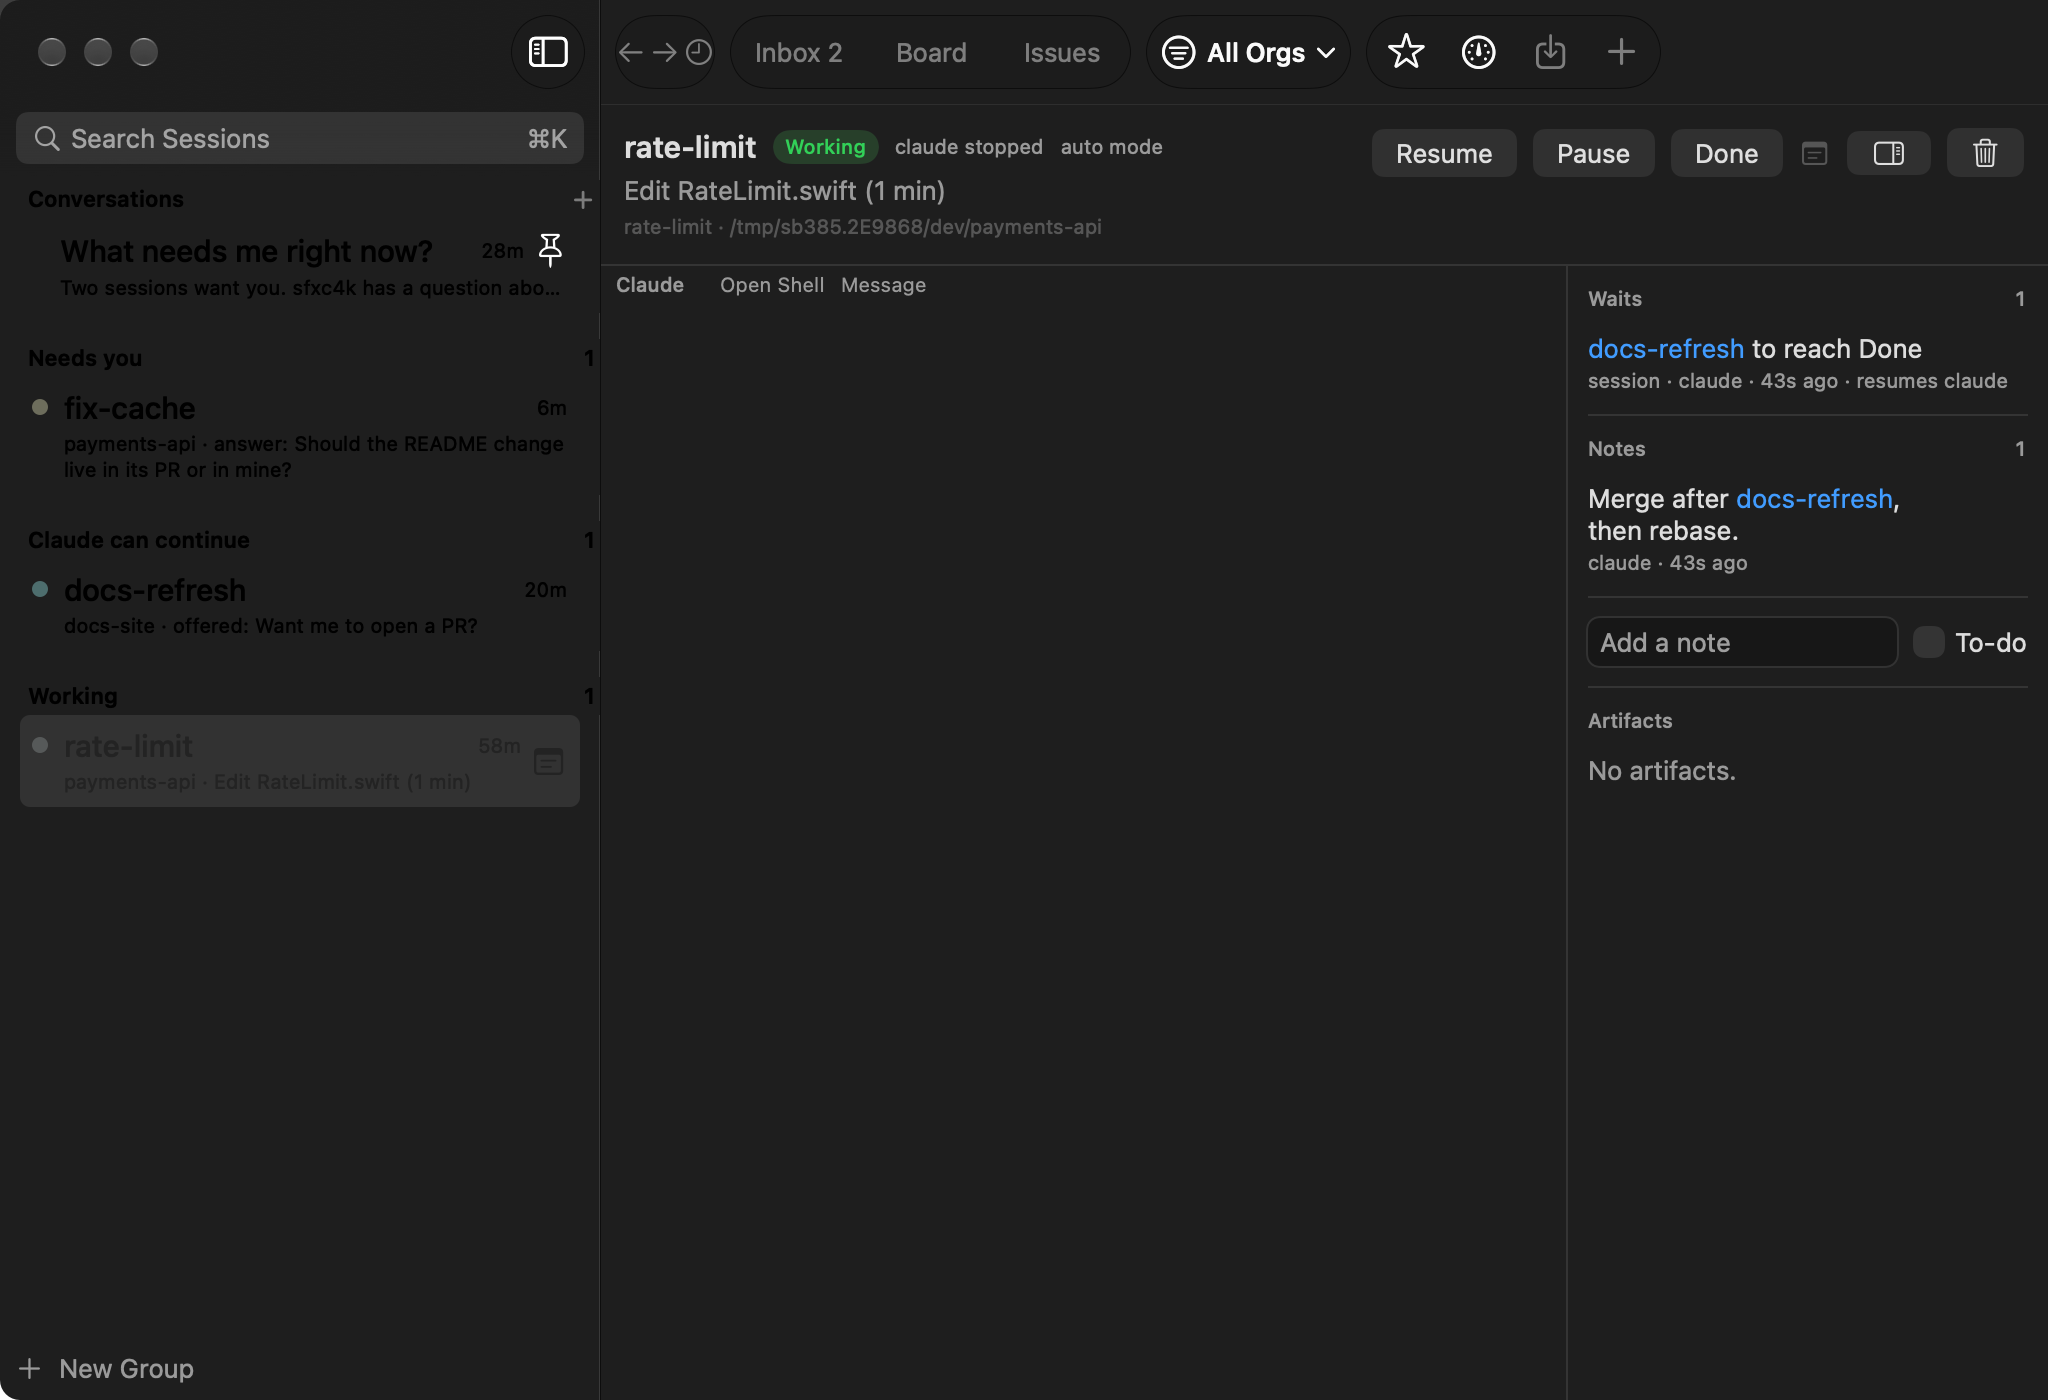 Search Sessions ⌘K
Conversations
What needs me right now? 28m
Two sessions want you. sfxc4k has a question abo...
Needs you 1
fix-cache 6m
payments-api · answer: Should the README change
live in its PR or in mine?
Claude can continue 1
docs-refresh 20m
docs-site · offered: Want me to open a PR?
Working 1
rate-limit 58m
payments-api · Edit RateLimit.swift (1 min)
New Group
Inbox 2 Board Issues All Orgs
rate-limit Working claude stopped auto mode
Resume Pause Done
Edit RateLimit.swift (1 min)
rate-limit · /tmp/sb385.2E9868/dev/payments-api
Claude Open Shell Message
Waits 1
docs-refresh to reach Done
session · claude · 43s ago · resumes claude
Notes 1
Merge after docs-refresh,
then rebase.
claude · 43s ago
Add a note To-do
Artifacts
No artifacts.